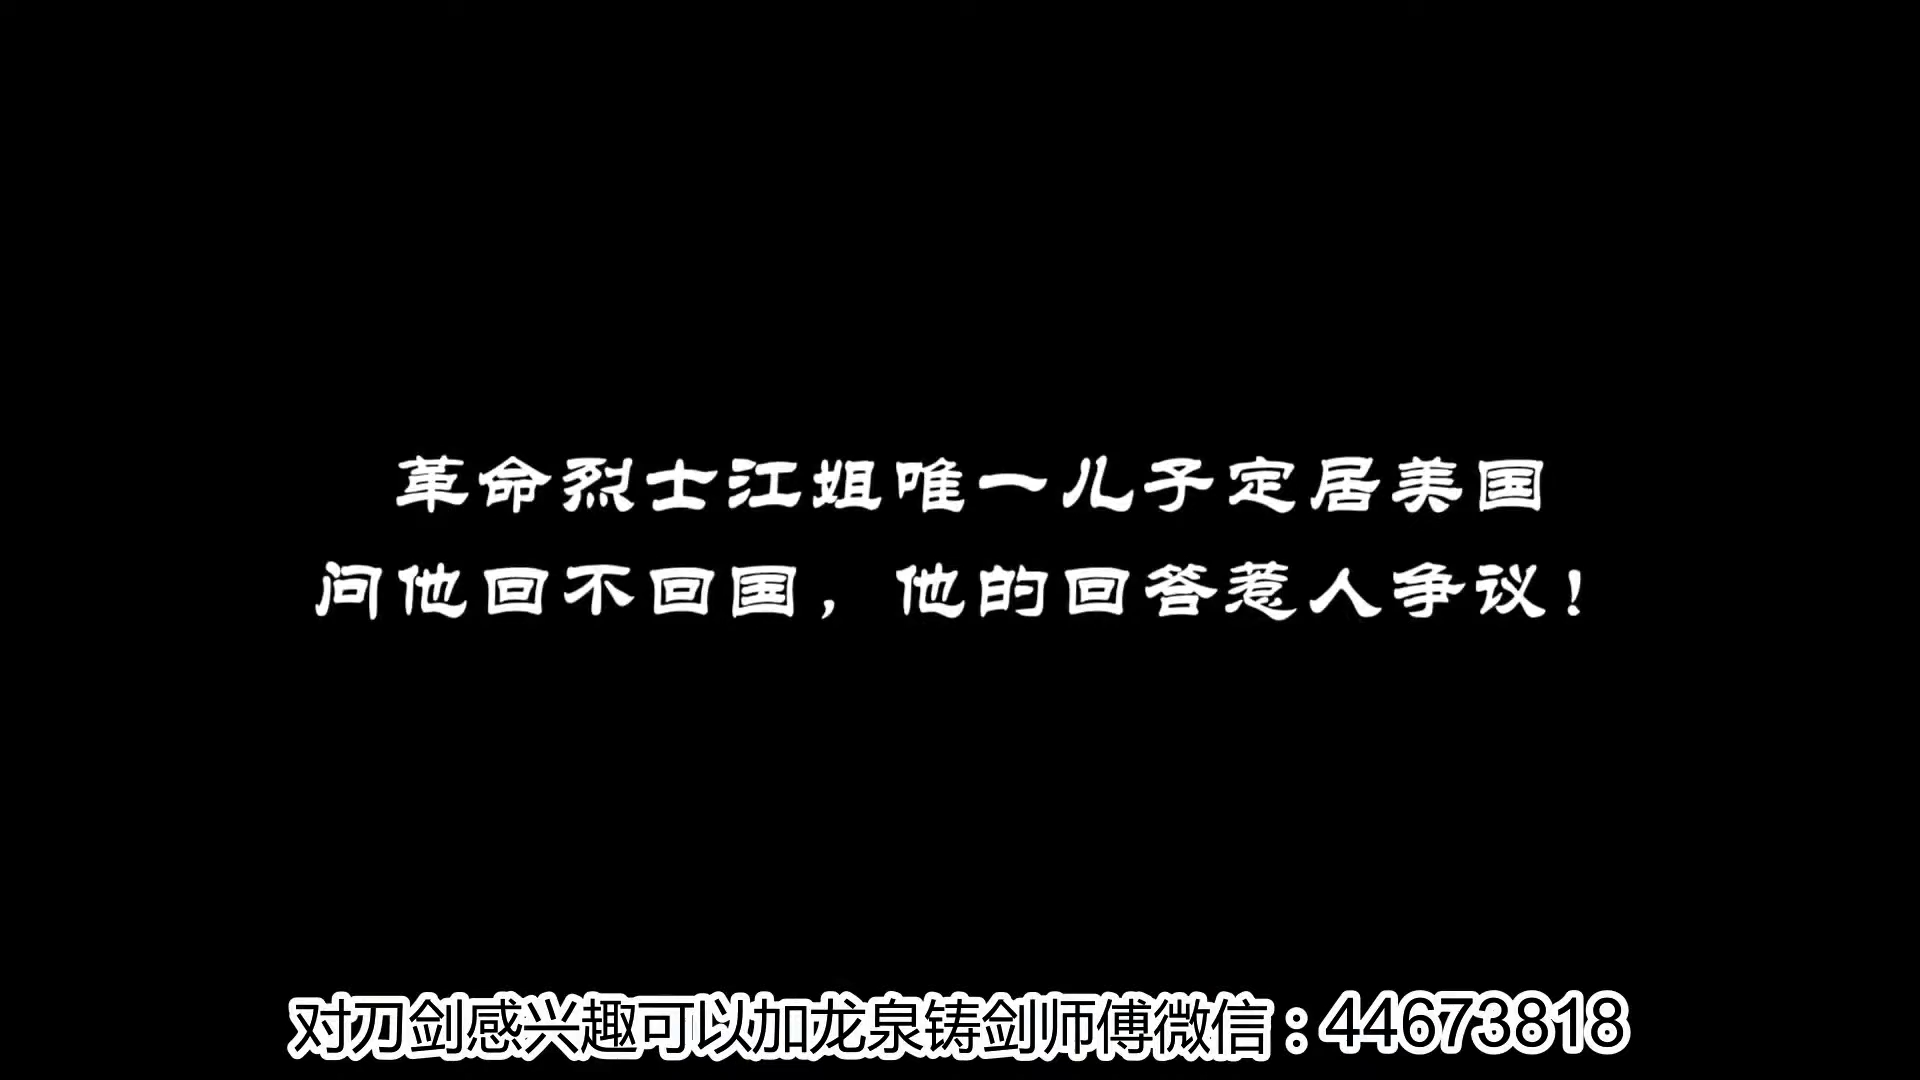 革命烈士江姐唯一儿子定居美国
问他回不回国，他的回答惹人争议！
对刀剑感兴趣可以加龙泉铸剑师傅微信：44673818